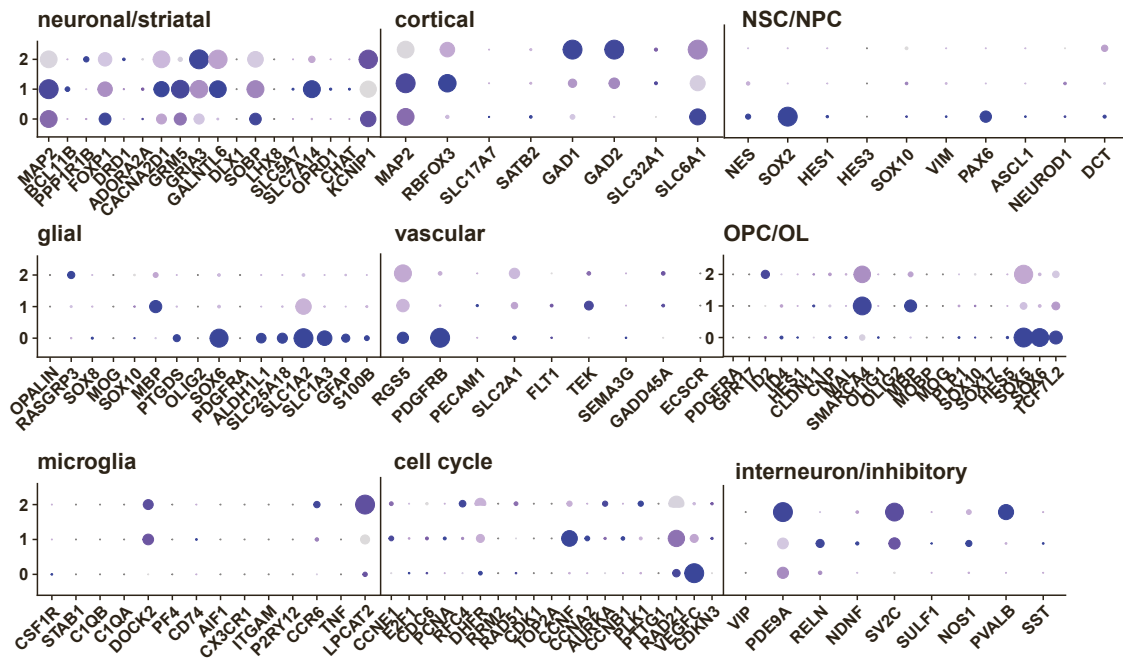 neuronal/striatal
cortical
NSC/NPC
2
1
0
MAP2
BCL11B
PPP1R1B
FOXP1
DRD1
ADORA2A
CACNA2D1
GRM5
GRIA3
GALNTL6
DLX1
SOBP
LHX8
SLC5A7
SLC7A14
OPRD1
CHAT
KCNIP1
MAP2
RBFOX3
SLC17A7
SATB2
GAD1
GAD2
SLC32A1
SLC6A1
NES
SOX2
HES1
HES3
SOX10
VIM
PAX6
ASCL1
NEUROD1
DCT
glial
vascular
OPC/OL
2
1
0
OPALIN
RASGRP3
SOX8
MOG
SOX10
MBP
PTGDS
OLIG2
SOX6
PDGFRA
ALDH1L1
SLC25A18
SLC1A2
SLC1A3
GFAP
S100B
RGS5
PDGFRB
PECAM1
SLC2A1
FLT1
TEK
SEMA3G
GADD45A
ECSCR
2
1
0
PDGFRA
GPR17
ID2
ID4
HES1
CLDN11
CNP
MAL
SMARCA4
OLIG1
OLIG2
MBP
MOBP
MOG
PLP1
SOX10
SOX17
HES5
SOX5
SOX6
TCF7L2
microglia
cell cycle
interneuron/inhibitory
2
1
0
CSF1R
STAB1
C1QB
C1QA
DOCK2
PF4
CD74
AIF1
CX3CR1
ITGAM
P2RY12
CCR6
TNF
LPCAT2
CCNE1
E2F1
CDC6
PCNA
RFC4
DHFR
RRM2
RAD51
CDK1
TOP2A
CCNF
CCNA2
AURKA
CCNB1
PLK1
PTTG1
RAD21
VEGFC
CDKN3
2
1
0
VIP
PDE9A
RELN
NDNF
SV2C
SULF1
NOS1
PVALB
SST